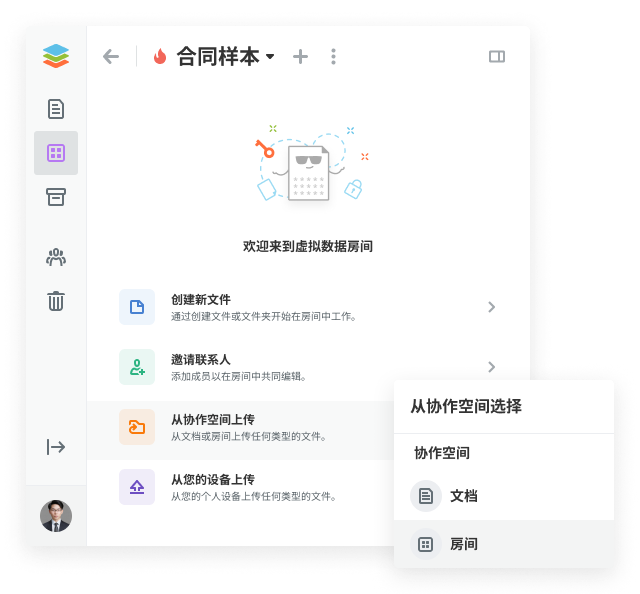 合同样本
欢迎来到虚拟数据房间
创建新文件
通过创建文件或文件夹开始在房间中工作。
邀请联系人
添加成员以在房间中共同编辑。
从协作空间上传
从文档或房间上传任何类型的文件。
从您的设备上传
从您的个人设备上传任何类型的文件。
从协作空间选择
协作空间
文档
房间